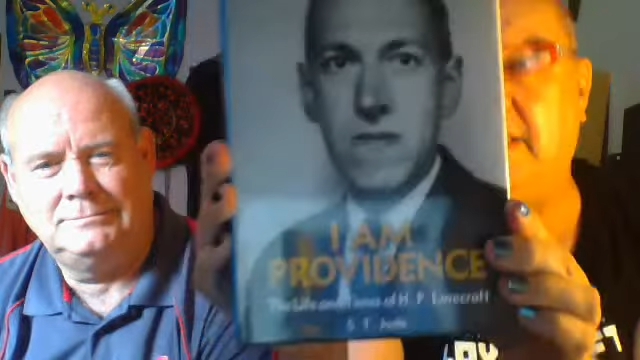 I AM
PROVIDENCE
The Life and Times of H. P. Lovecraft
S. T. Joshi